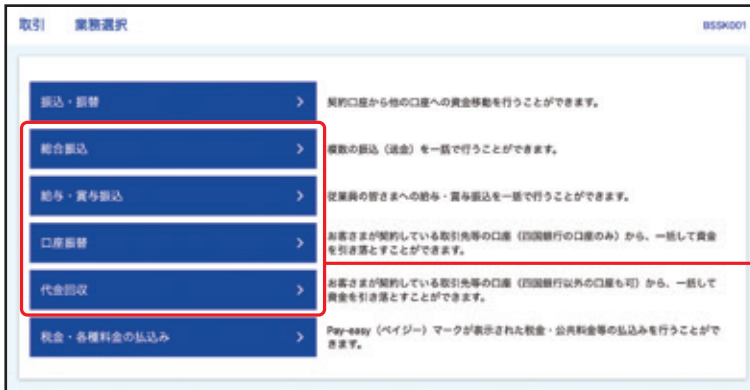 取引 業務選択
BSSK001
振込・振替
契約口座から他の口座への資金移動を行うことができます。
総合振込
複数の振込（送金）を一括で行うことができます。
給与・賞与振込
従業員の皆さまへの給与・賞与振込を一括で行うことができます。
口座振替
お客さまが契約している取引先等の口座（四国銀行の口座のみ）から、一括して資金
を引き落とすことができます。
代金回収
お客さまが契約している取引先等の口座（四国銀行以外の口座も可）から、一括して
資金を引き落とすことができます。
税金・各種料金の払込み
Pay-easy（ペイジー）マークが表示された税金・公共料金等の払込みを行うことがで
きます。